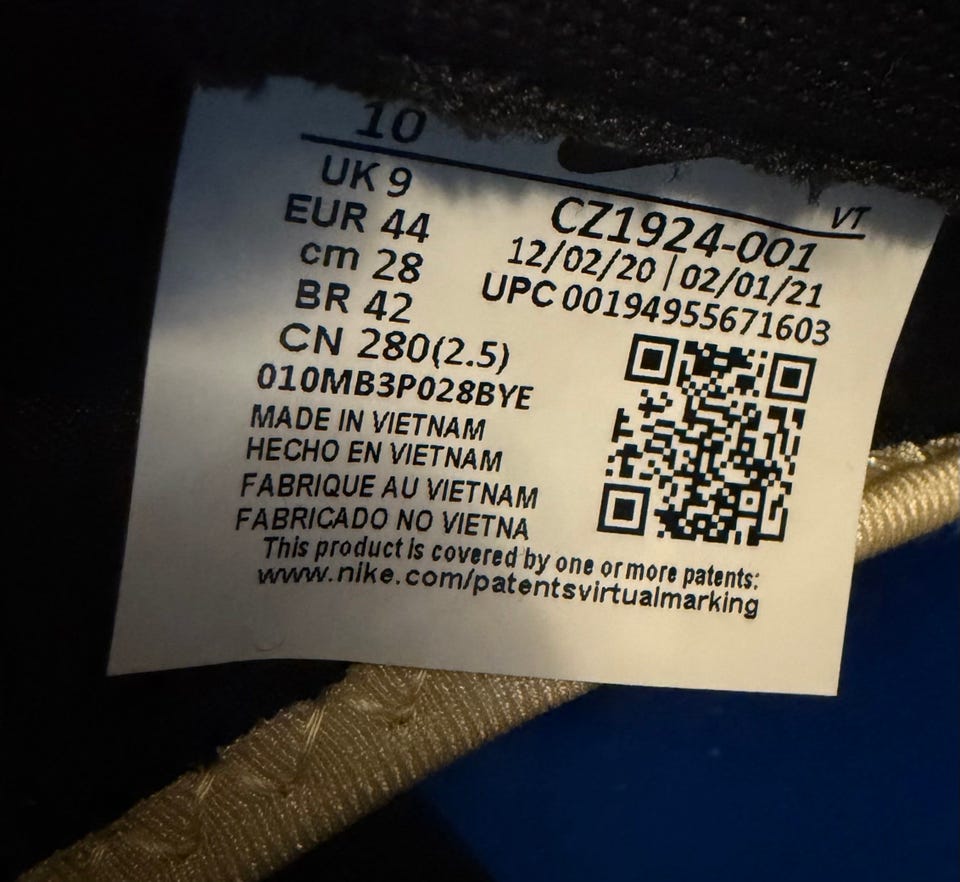 10
VT
UK 9
EUR 44
cm 28
BR 42
CN 280(2.5)
010MB3P028BYE
CZ1924-001
12/02/20 | 02/01/21
UPC 00194955671603
MADE IN VIETNAM
HECHO EN VIETNAM
FABRIQUE AU VIETNAM
FABRICADO NO VIETNA
This product is covered by one or more patents:
www.nike.com/patentsvirtualmarking